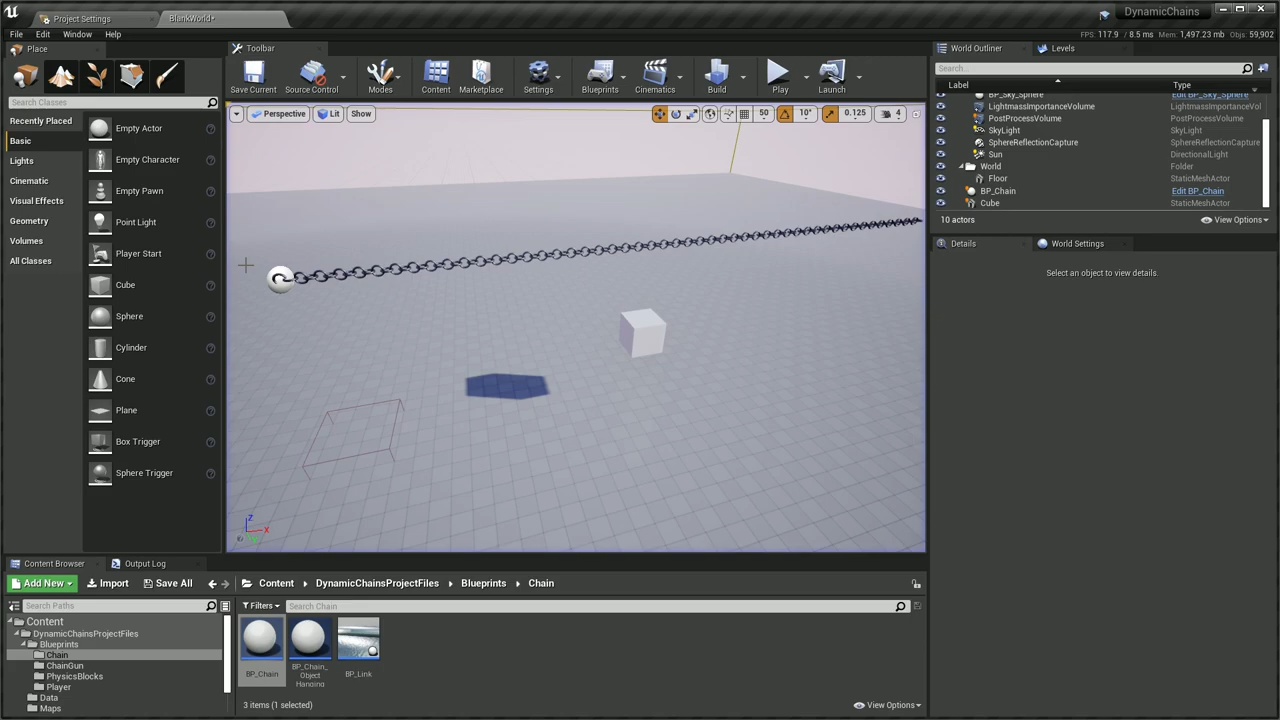 Project Settings
BlankWorld*
DynamicChains
File Edit Window Help
FPS: 117.9 / 8.5 ms Mem: 1,497.23 mb Objs: 59,902
Place
Search Classes
Recently Placed
Basic
Lights
Cinematic
Visual Effects
Geometry
Volumes
All Classes
Empty Actor
Empty Character
Empty Pawn
Point Light
Player Start
Cube
Sphere
Cylinder
Cone
Plane
Box Trigger
Sphere Trigger
Toolbar
Save Current
Source Control
Modes
Content
Marketplace
Settings
Blueprints
Cinematics
Build
Play
Launch
Perspective Lit Show
50 10° 0.125 4
Z
X
World Outliner Levels
Search...
Label Type
BP_Sky_Sphere Edit BP_Sky_Sphere
LightmassImportanceVolume LightmassImportanceVol
PostProcessVolume PostProcessVolume
SkyLight SkyLight
SphereReflectionCapture SphereReflectionCapture
Sun DirectionalLight
World Folder
Floor StaticMeshActor
BP_Chain Edit BP_Chain
Cube StaticMeshActor
10 actors View Options
Details World Settings
Select an object to view details.
Content Browser Output Log
Add New Import Save All Content DynamicChainsProjectFiles Blueprints Chain
Search Paths
Content
DynamicChainsProjectFiles
Blueprints
Chain
ChainGun
PhysicsBlocks
Player
Data
Maps
Filters Search Chain
BP_Chain
BP_Chain_
Object
Hanging
BP_Link
3 items (1 selected) View Options